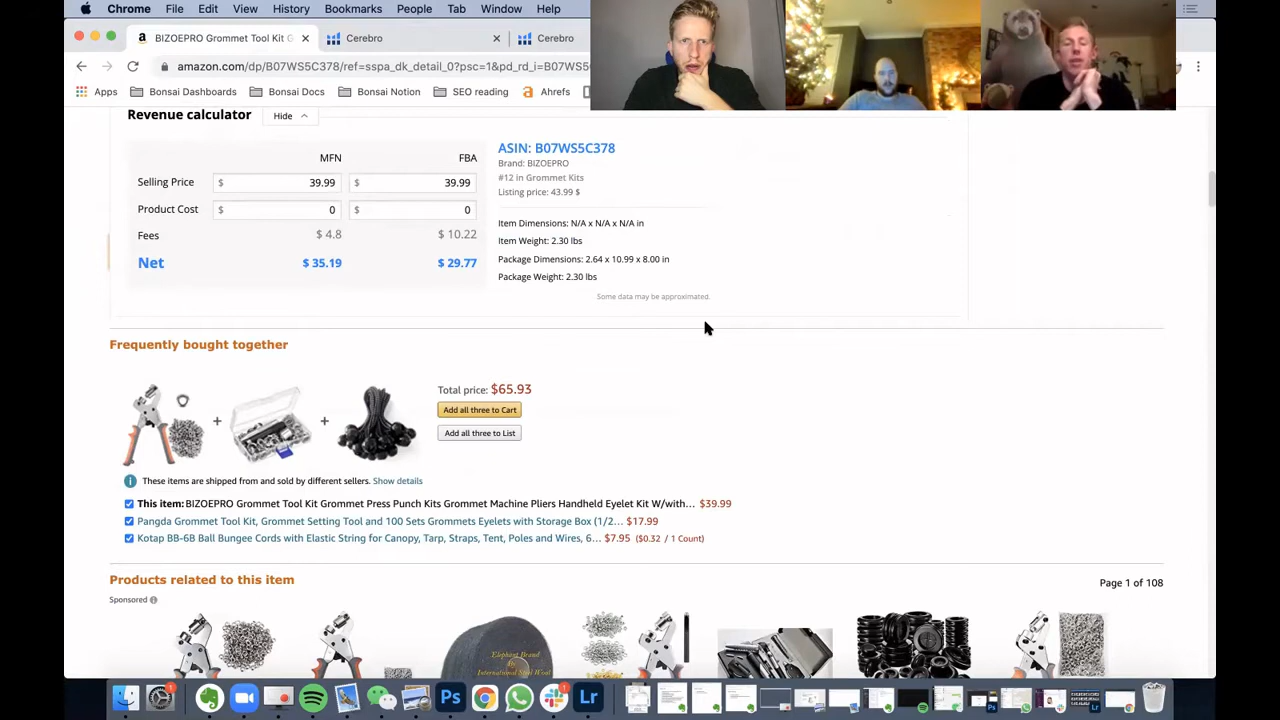 Chrome File Edit View History Bookmarks People Tab Window Help
BIZOEPRO Grommet Tool Kit G
Cerebro
Cerebro
amazon.com/dp/B07WS5C378/ref=sspa_dk_detail_0?psc=1&pd_rd_i=B07WS
Apps Bonsai Dashboards Bonsai Docs Bonsai Notion SEO reading Ahrefs
Revenue calculator Hide
MFN FBA
Selling Price $ 39.99 $ 39.99
Product Cost $ 0 $ 0
Fees $ 4.8 $ 10.22
Net $ 35.19 $ 29.77
ASIN: B07WS5C378
Brand: BIZOEPRO
#12 in Grommet Kits
Listing price: 43.99 $
Item Dimensions: N/A x N/A x N/A in
Item Weight: 2.30 lbs
Package Dimensions: 2.64 x 10.99 x 8.00 in
Package Weight: 2.30 lbs
Some data may be approximated.
Frequently bought together
Total price: $65.93
Add all three to Cart
Add all three to List
These items are shipped from and sold by different sellers. Show details
This item: BIZOEPRO Grommet Tool Kit Grommet Press Punch Kits Grommet Machine Pliers Handheld Eyelet Kit W/with... $39.99
Pangda Grommet Tool Kit, Grommet Setting Tool and 100 Sets Grommets Eyelets with Storage Box (1/2... $17.99
Kotap BB-6B Ball Bungee Cords with Elastic String for Canopy, Tarp, Straps, Tent, Poles and Wires, 6... $7.95 ($0.32 / 1 Count)
Products related to this item
Page 1 of 108
Sponsored
Elephant Brand
By
International Steel Wool
Ps
Lr